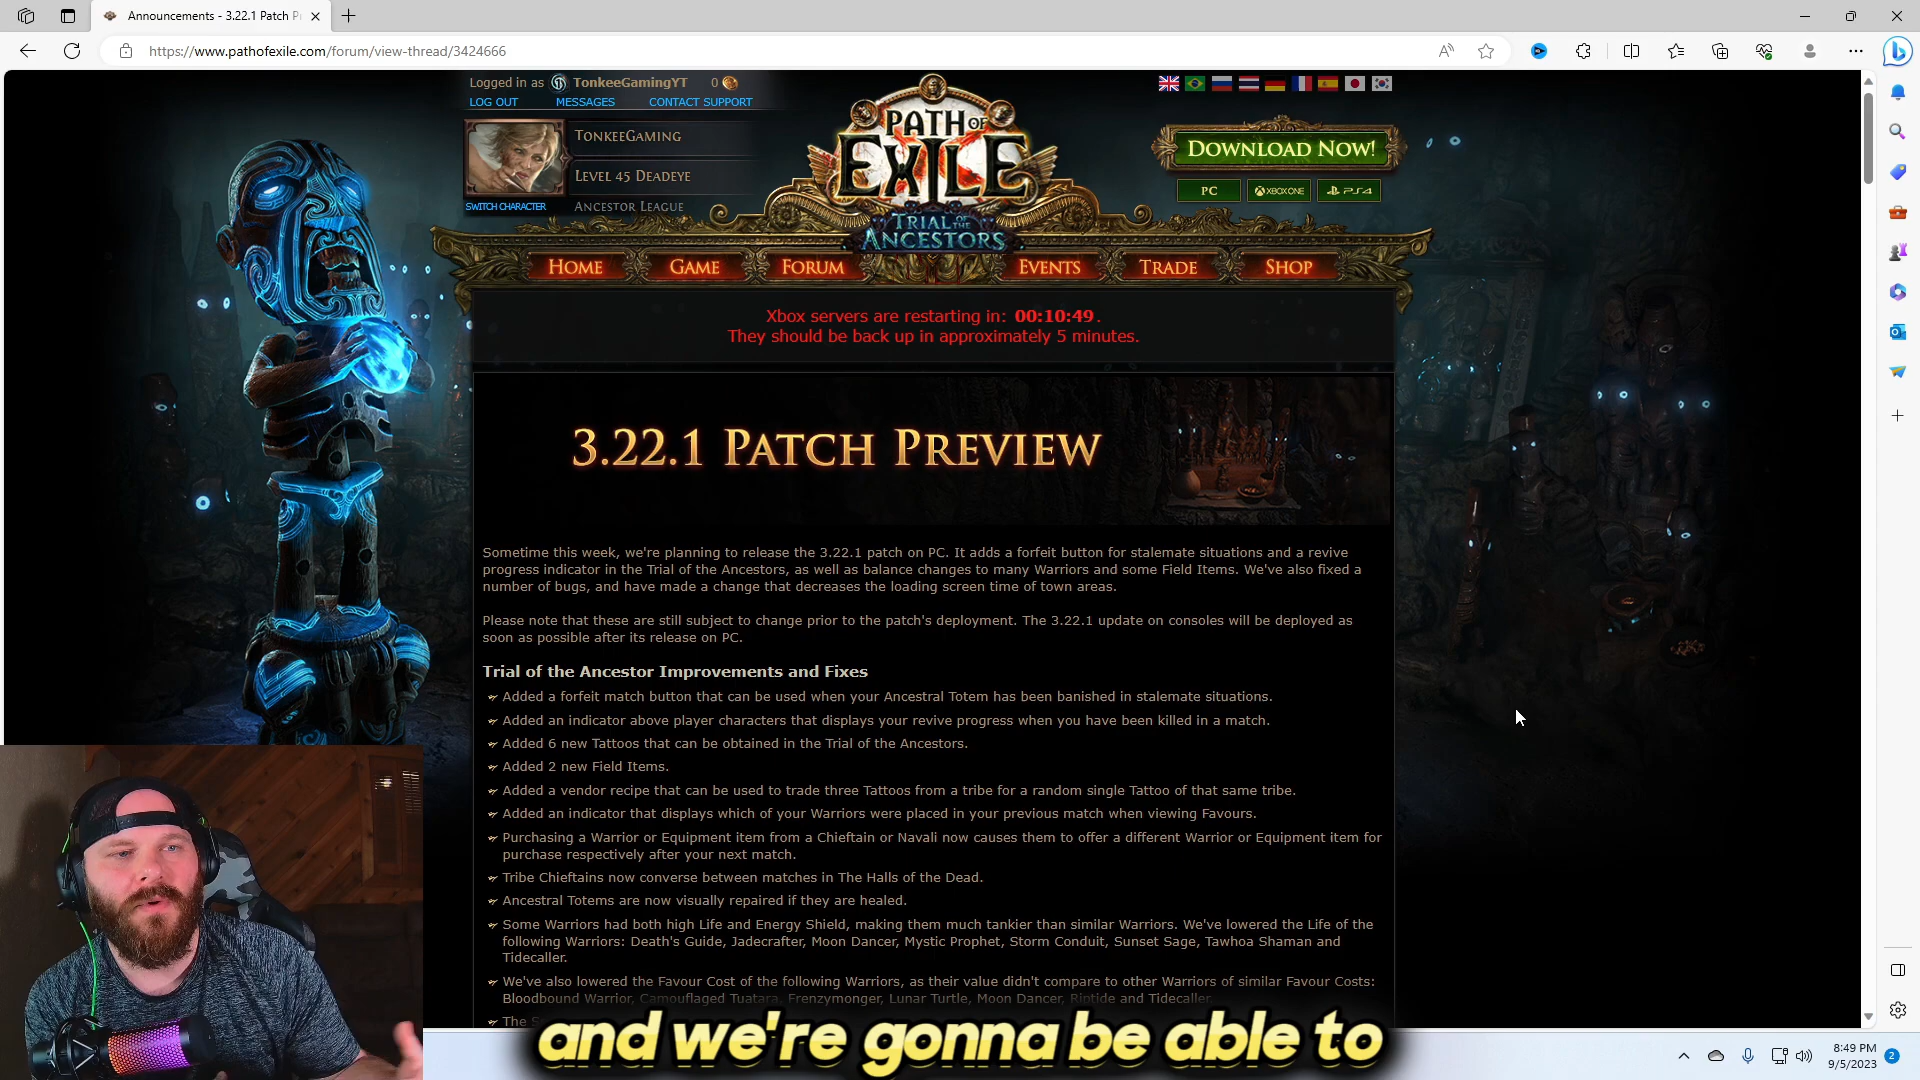 Announcements - 3.22.1 Patch P
https://www.pathofexile.com/forum/view-thread/3424666
Logged in as TonkeeGamingYT 0
LOG OUT MESSAGES CONTACT SUPPORT
TonkeeGaming
Level 45 Deadeye
SWITCH CHARACTER Ancestor League
PATH OF EXILE
TRIAL OF THE ANCESTORS
Download Now!
PC XBOX ONE PS4
Home Game Forum Events Trade Shop
Xbox servers are restarting in: 00:10:49.
They should be back up in approximately 5 minutes.
3.22.1 Patch Preview
Sometime this week, we're planning to release the 3.22.1 patch on PC. It adds a forfeit button for stalemate situations and a revive
progress indicator in the Trial of the Ancestors, as well as balance changes to many Warriors and some Field Items. We've also fixed a
number of bugs, and have made a change that decreases the loading screen time of town areas.
Please note that these are still subject to change prior to the patch's deployment. The 3.22.1 update on consoles will be deployed as
soon as possible after its release on PC.
Trial of the Ancestor Improvements and Fixes
Added a forfeit match button that can be used when your Ancestral Totem has been banished in stalemate situations.
Added an indicator above player characters that displays your revive progress when you have been killed in a match.
Added 6 new Tattoos that can be obtained in the Trial of the Ancestors.
Added 2 new Field Items.
Added a vendor recipe that can be used to trade three Tattoos from a tribe for a random single Tattoo of that same tribe.
Added an indicator that displays which of your Warriors were placed in your previous match when viewing Favours.
Purchasing a Warrior or Equipment item from a Chieftain or Navali now causes them to offer a different Warrior or Equipment item for
purchase respectively after your next match.
Tribe Chieftains now converse between matches in The Halls of the Dead.
Ancestral Totems are now visually repaired if they are healed.
Some Warriors had both high Life and Energy Shield, making them much tankier than similar Warriors. We've lowered the Life of the
following Warriors: Death's Guide, Jadecrafter, Moon Dancer, Mystic Prophet, Storm Conduit, Sunset Sage, Tawhoa Shaman and
Tidecaller.
We've also lowered the Favour Cost of the following Warriors, as their value didn't compare to other Warriors of similar Favour Costs:
Bloodbound Warrior, Camouflaged Tuatara, Frenzymonger, Lunar Turtle, Moon Dancer, Riptide and Tidecaller.
The
and we're gonna be able to
8:49 PM
9/5/2023
2